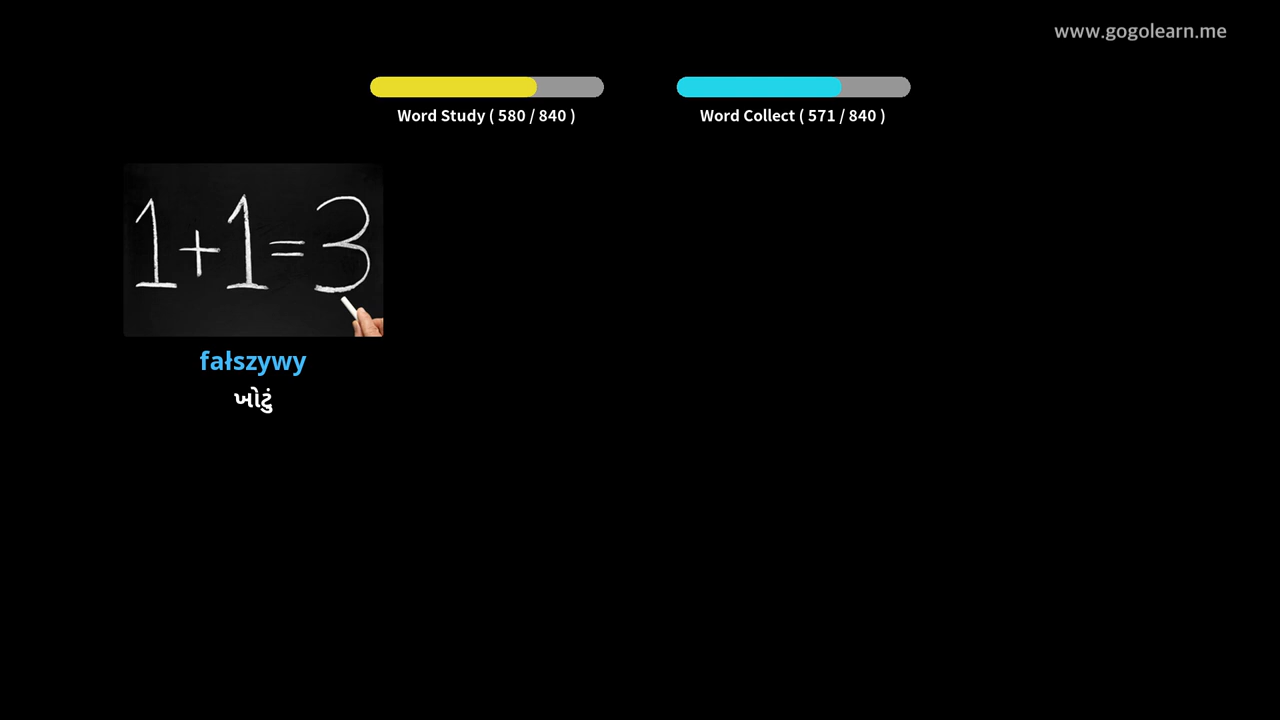 www.gogolearn.me
Word Study ( 580 / 840 )
Word Collect ( 571 / 840 )
1+1=3
fałszywy
ખોટું